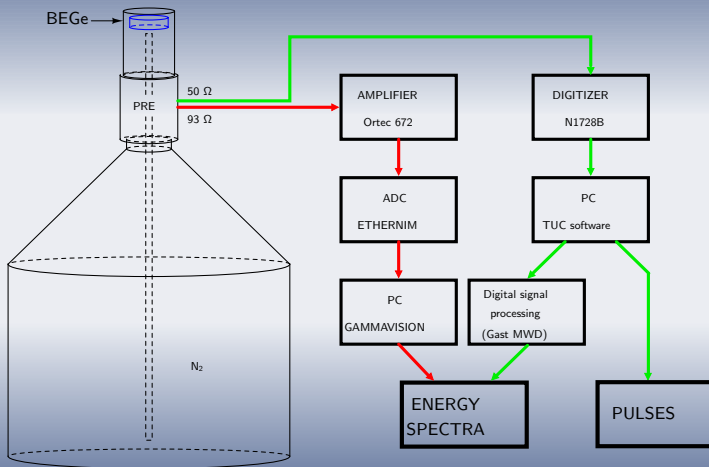 BEGe
50 Ω
PRE
93 Ω
AMPLIFIER
Ortec 672
DIGITIZER
N1728B
ADC
ETHERNIM
PC
TUC software
PC
GAMMAVISION
Digital signal
processing
(Gast MWD)
N₂
ENERGY
SPECTRA
PULSES